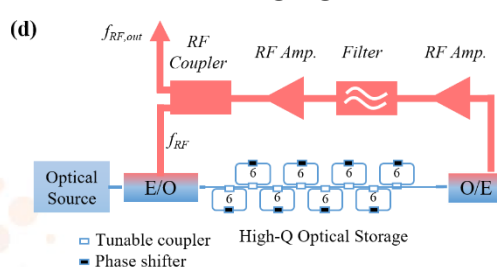 (d)
f_RF,out
RF Coupler
RF Amp.
Filter
RF Amp.
f_RF
Optical Source
E/O
6 6 6 6
6 6 6 6
O/E
Tunable coupler
High-Q Optical Storage
Phase shifter